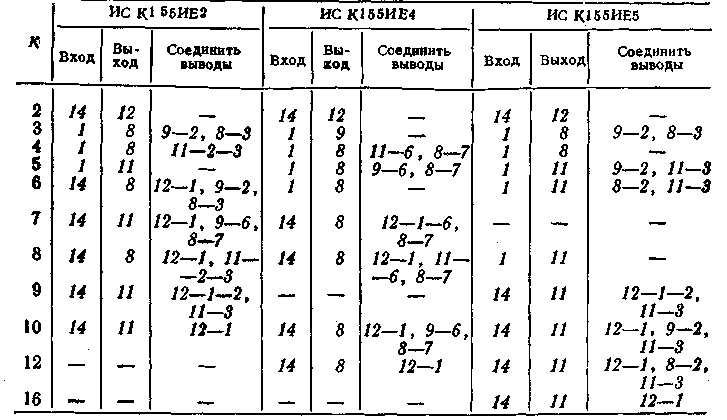 ИС К155ИЕ2 ИС К155ИЕ4 ИС К155ИЕ5
К Вход Вы- Соединить Вход Вы- Соединить Вход Выход Соединить
ход выводы ход выводы выводы
2 14 12 — 14 12 — 14 12 —
3 1 8 9—2, 8—3 1 9 — 1 8 9—2, 8—3
4 1 8 11—2—3 1 8 11—6, 8—7 1 8 —
5 1 11 — 1 8 9—6, 8—7 1 11 9—2, 11—3
6 14 8 12—1, 9—2, 1 8 — 1 11 8—2, 11—3
8—3
7 14 11 12—1, 9—6, 14 8 12—1—6, — — —
8—7 8—7
8 14 8 12—1, 11— 14 8 12—1, 11— 1 11 —
—2—3 —6, 8—7
9 14 11 12—1—2, — — — 14 11 12—1—2,
11—3 11—3
10 14 11 12—1 14 8 12—1, 9—6, 14 11 12—1, 9—2,
8—7 11—3
12 — — — 14 8 12—1 14 11 12—1, 8—2,
11—3
16 — — — — — — 14 11 12—1